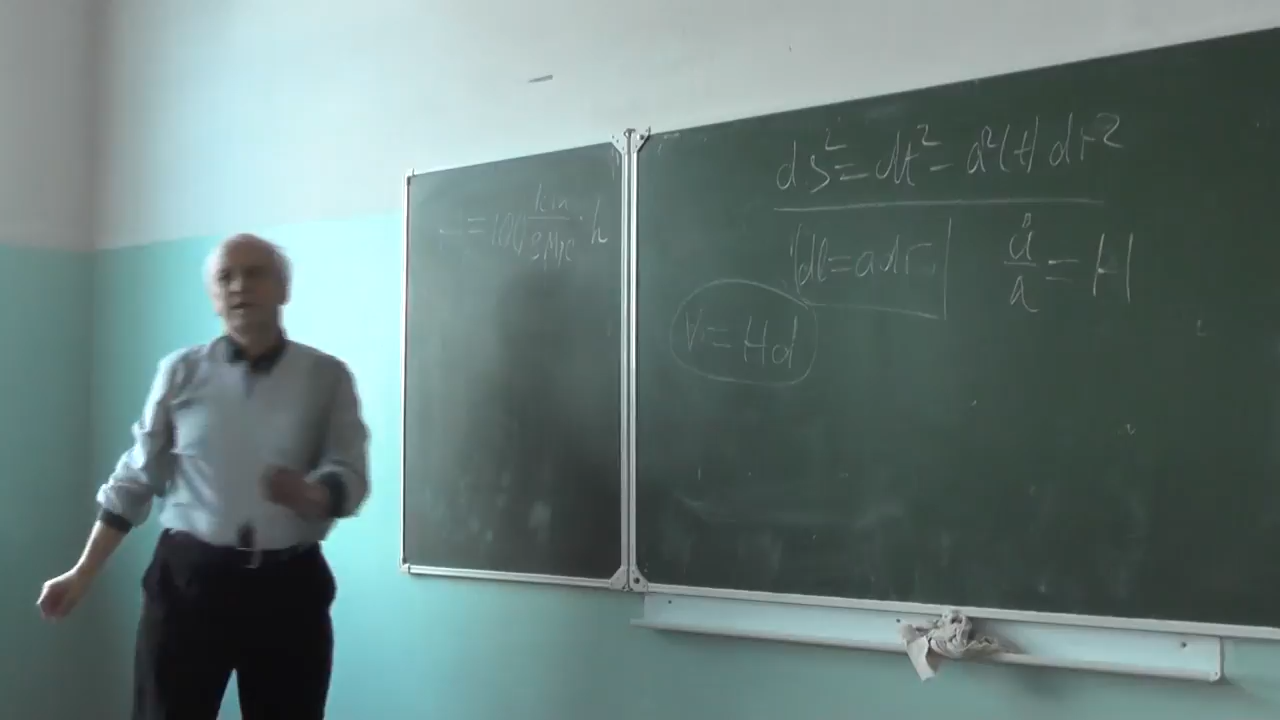 H = 100 km/s Mpc · h
ds² = dt² - a²(t) dr²
dl = a dr
ȧ/a = H
V = Hd